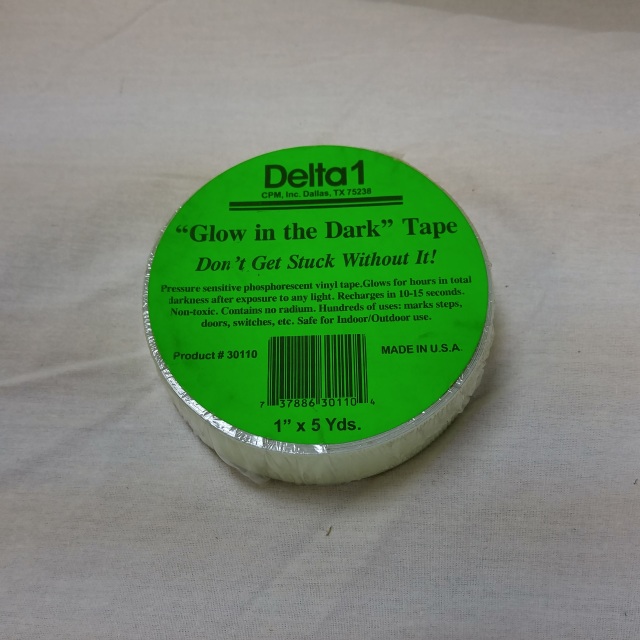 Delta 1
CPM, Inc. Dallas, TX 75238
“Glow in the Dark” Tape
Don't Get Stuck Without It!
Pressure sensitive phosphorescent vinyl tape.Glows for hours in total
darkness after exposure to any light. Recharges in 10-15 seconds.
Non-toxic. Contains no radium. Hundreds of uses: marks steps,
doors, switches, etc. Safe for Indoor/Outdoor use.
Product # 30110
MADE IN U.S.A.
7 37886 30110 4
1” x 5 Yds.